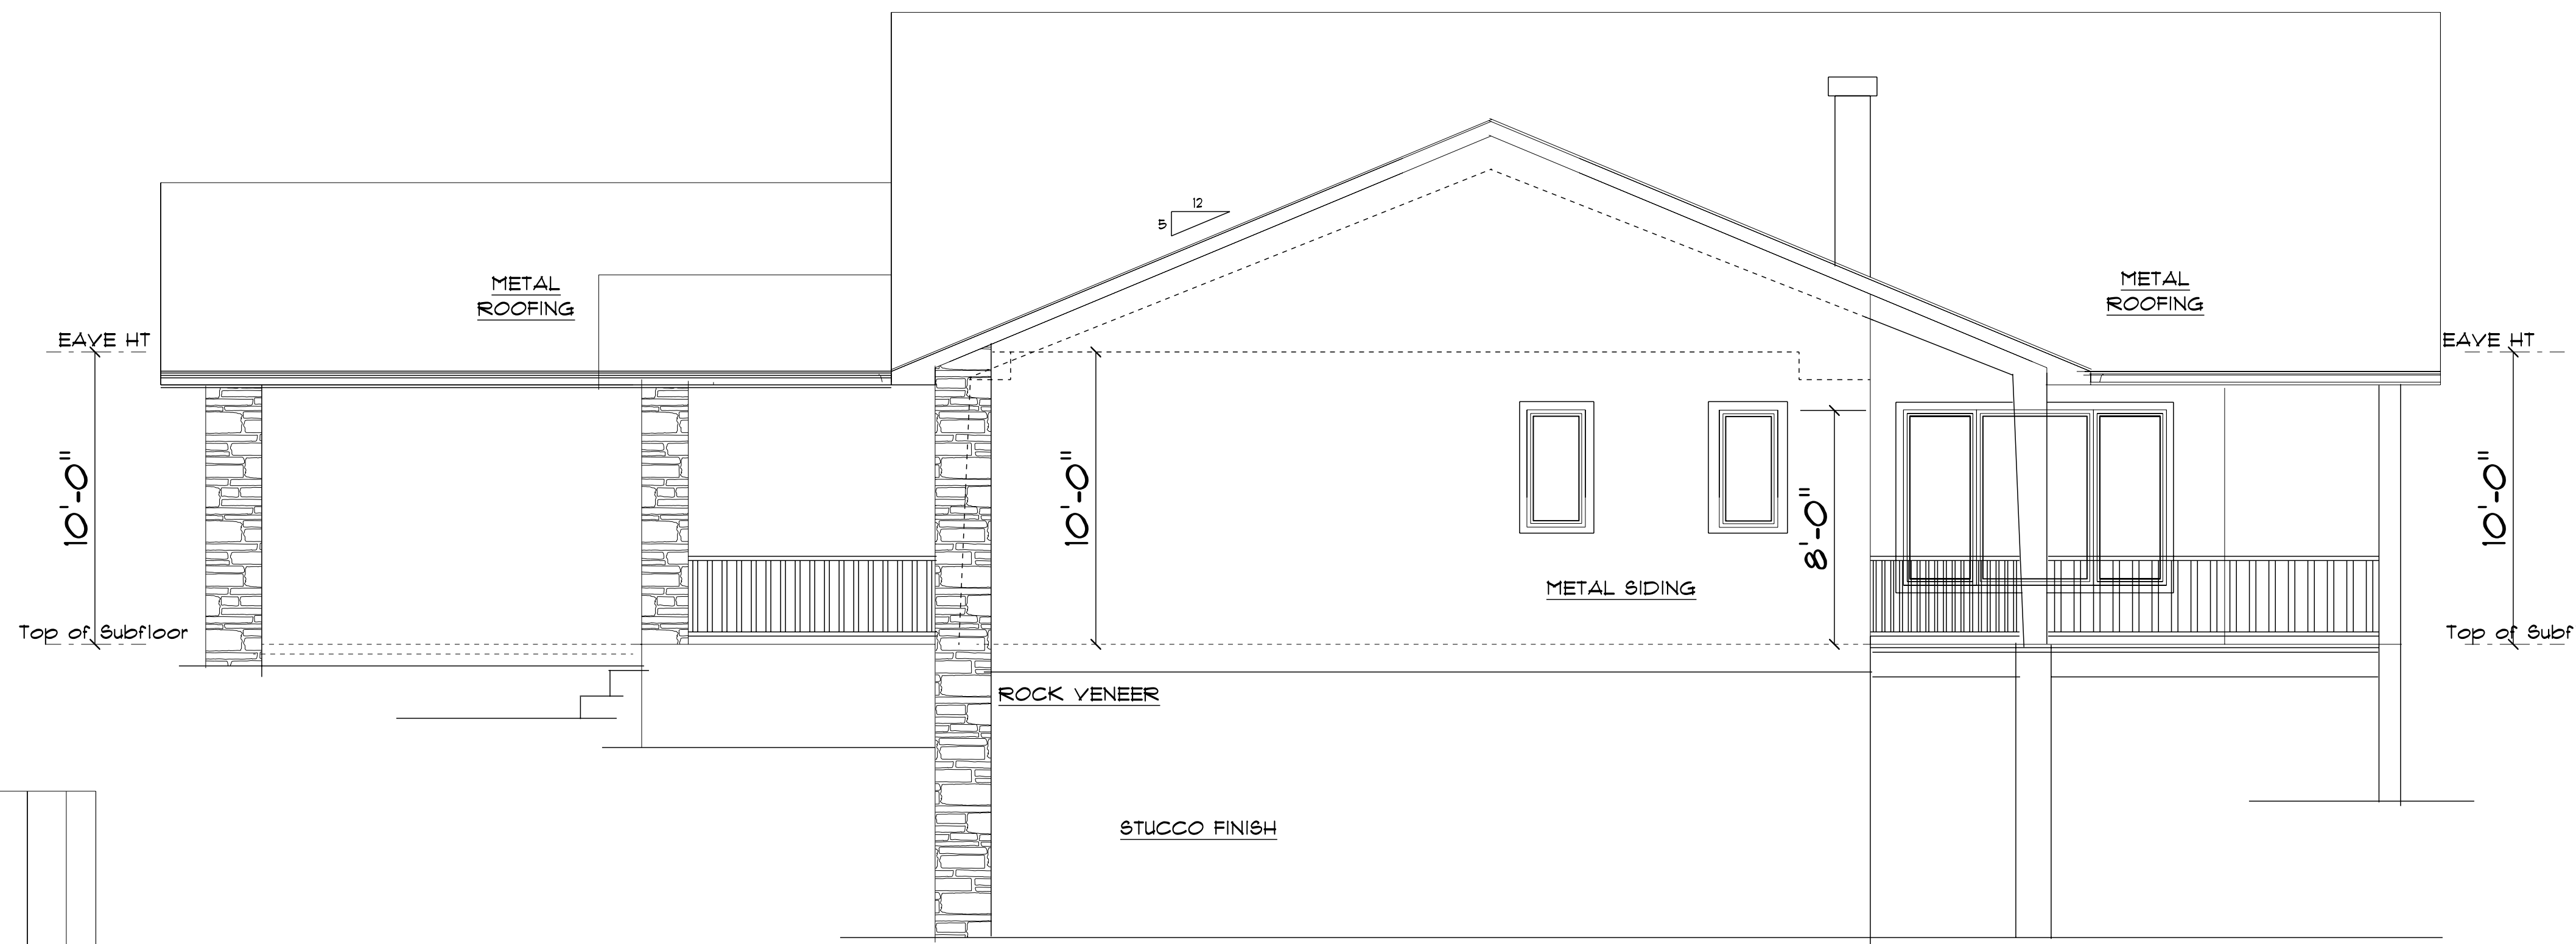 12
5
METAL
ROOFING
METAL
ROOFING
EAVE HT
EAVE HT
10'-0"
10'-0"
8'-0"
10'-0"
METAL SIDING
Top of Subfloor
Top of Subf
ROCK VENEER
STUCCO FINISH